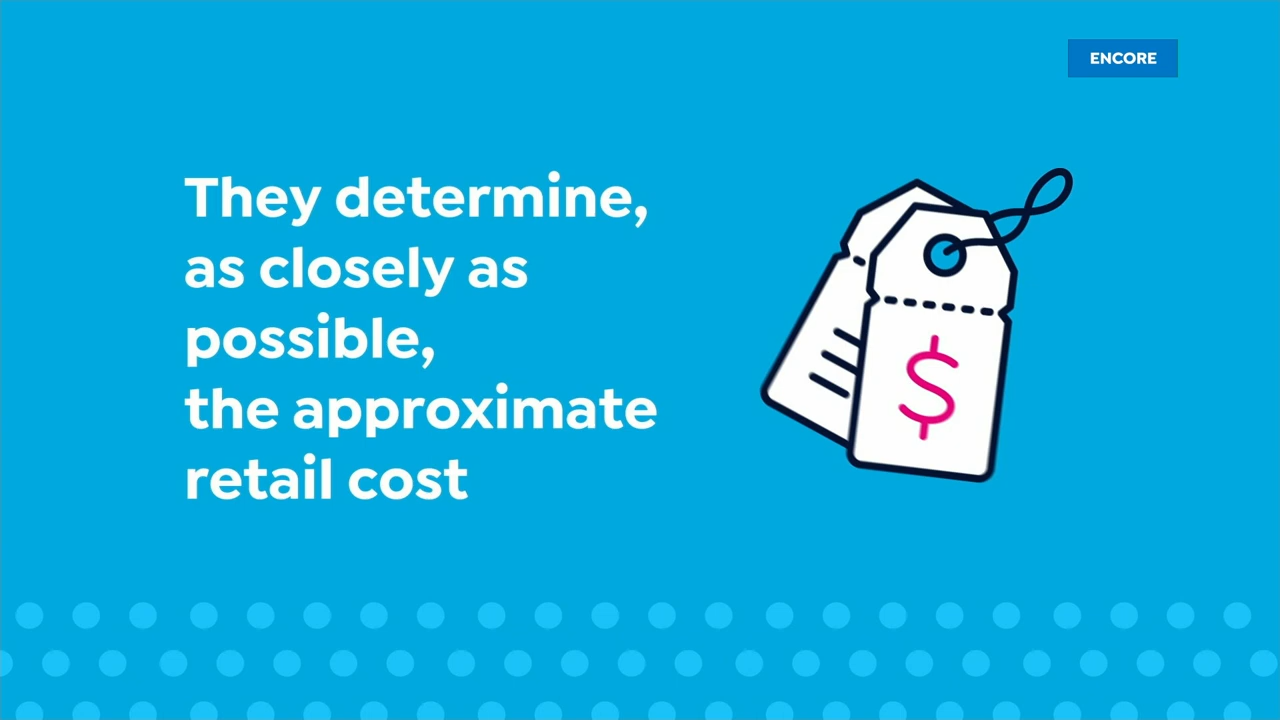 ENCORE
They determine,
as closely as
possible,
the approximate
retail cost
$